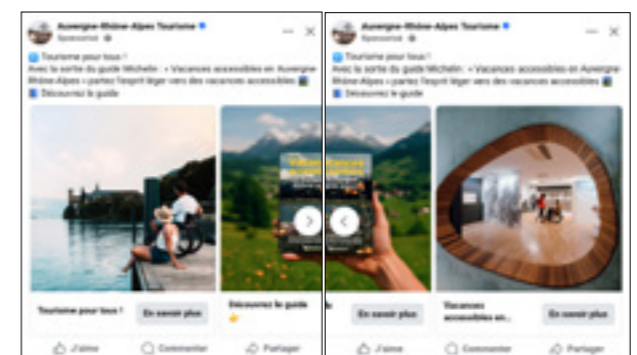 Auvergne-Rhône-Alpes Tourisme
Sponsorisé
Tourisme pour tous !
Avec la sortie du guide Michelin : « Vacances accessibles en Auvergne-
Rhône-Alpes » partez l'esprit léger vers des vacances accessibles
Découvrez le guide
Tourisme pour tous !
En savoir plus
Découvrez le guide
J'aime
Commenter
Partager
Auvergne-Rhône-Alpes Tourisme
Sponsorisé
Tourisme pour tous !
Avec la sortie du guide Michelin : « Vacances accessibles en Auvergne-
Rhône-Alpes » partez l'esprit léger vers des vacances accessibles
Découvrez le guide
En savoir plus
Vacances
accessibles en...
En savoir plus
J'aime
Commenter
Partager